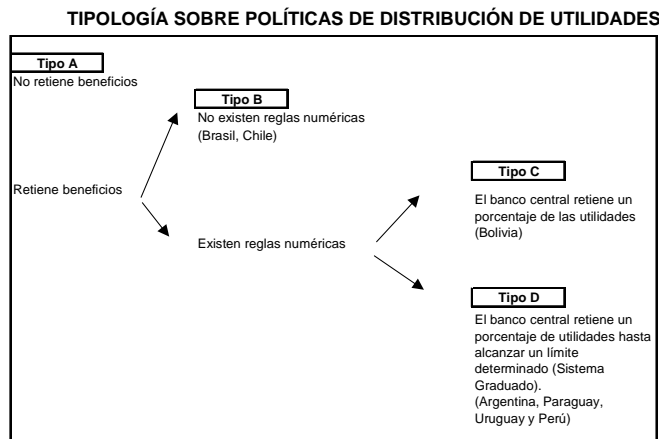 TIPOLOGÍA SOBRE POLÍTICAS DE DISTRIBUCIÓN DE UTILIDADES
Tipo A
No retiene beneficios
Tipo B
No existen reglas numéricas
(Brasil, Chile)
Retiene beneficios
Tipo C
El banco central retiene un
porcentaje de las utilidades
(Bolivia)
Existen reglas numéricas
Tipo D
El banco central retiene un
porcentaje de utilidades hasta
alcanzar un límite
determinado (Sistema
Graduado).
(Argentina, Paraguay,
Uruguay y Perú)